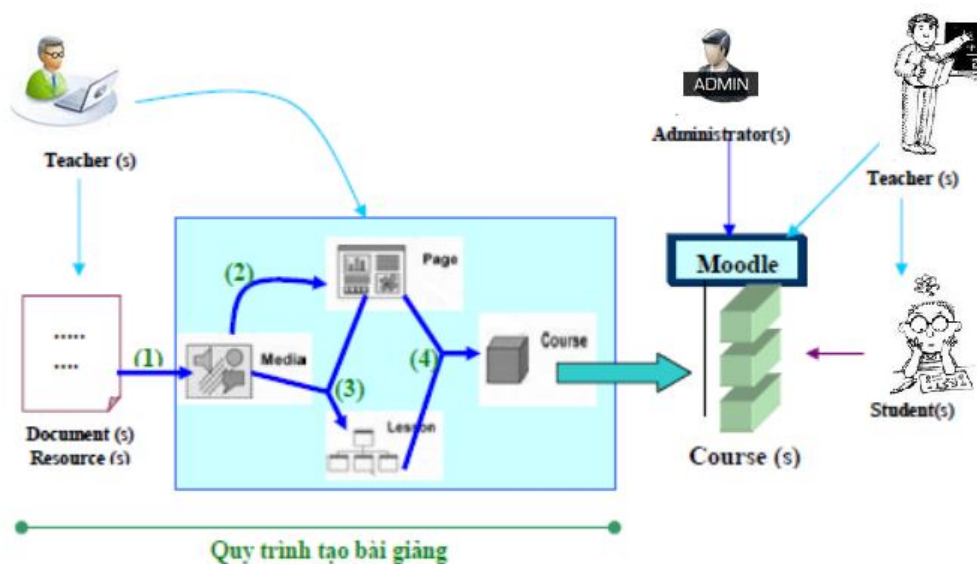 ADMIN
Administrator(s)
Teacher (s)
Teacher (s)
Moodle
(2)
Page
.....
....
(1)
Media
(3)
(4)
Course
Lesson
Document (s)
Resource (s)
Student(s)
Course (s)
Quy trình tạo bài giảng